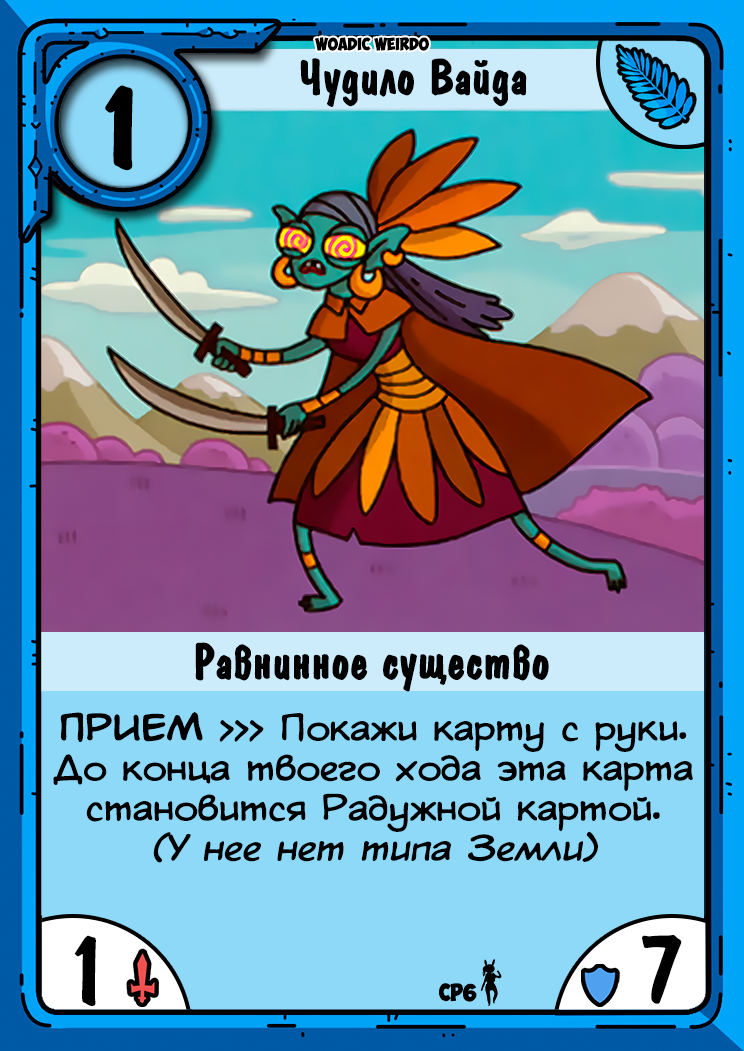 WOADIC WEIRDO
1
Чудило Вайда
Равнинное существо
ПРИЕМ >>> Покажи карту с руки.
До конца твоего хода эта карта
становится Радужной картой.
(У нее нет типа Земли)
1
CP6
7